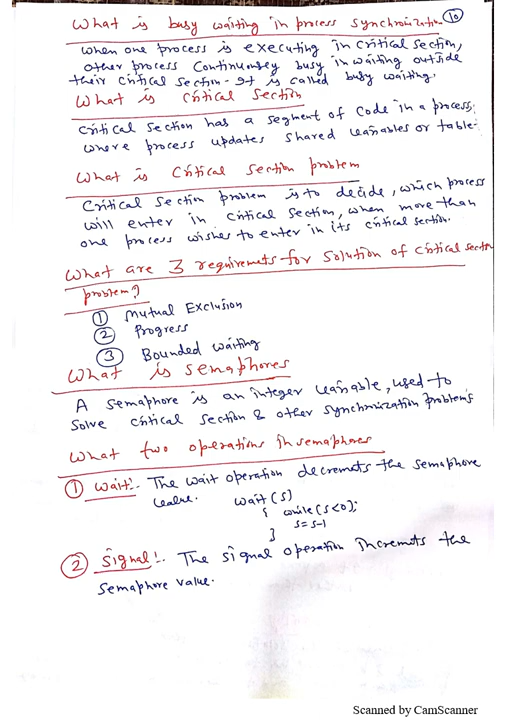 What is busy waiting in process synchronization 10
When one process is executing in critical section,
other process continuously busy in waiting outside
their critical section. It is called busy waiting.
What is critical section
Critical section has a segment of code in a process,
where process updates shared variables or table.
What is critical section problem
Critical section problem is to decide, which process
will enter in critical section, when more than
one process wishes to enter in its critical section.
What are 3 requiremets for solution of critical section
problem?
① Mutual Exclusion
② Progress
③ Bounded waiting
What is semaphores
A semaphore is an integer variable, used to
solve critical section & other synchronization problems
What two operations in semaphores
① Wait:- The wait operation decremets the semaphore
value. wait(s)
{ while(s<0);
s=s-1
}
② Signal:- The signal operation incremets the
semaphore value.
Scanned by CamScanner